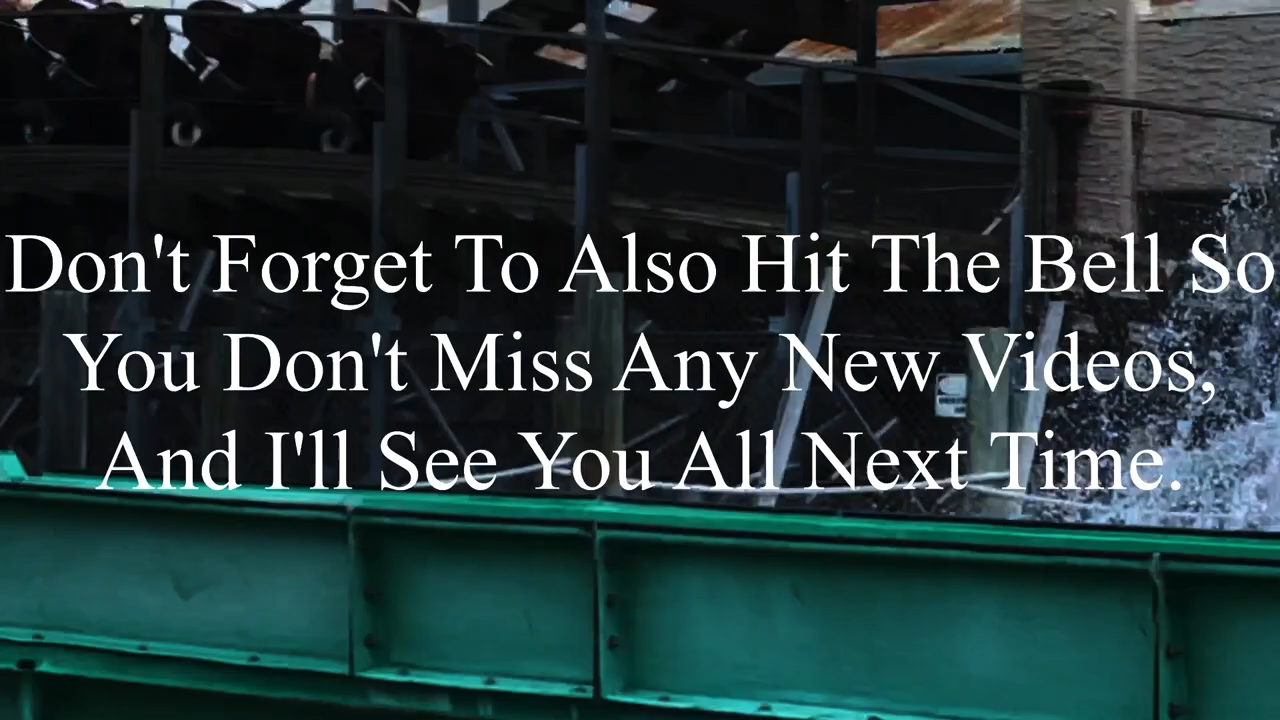 Don't Forget To Also Hit The Bell So
You Don't Miss Any New Videos,
And I'll See You All Next Time.